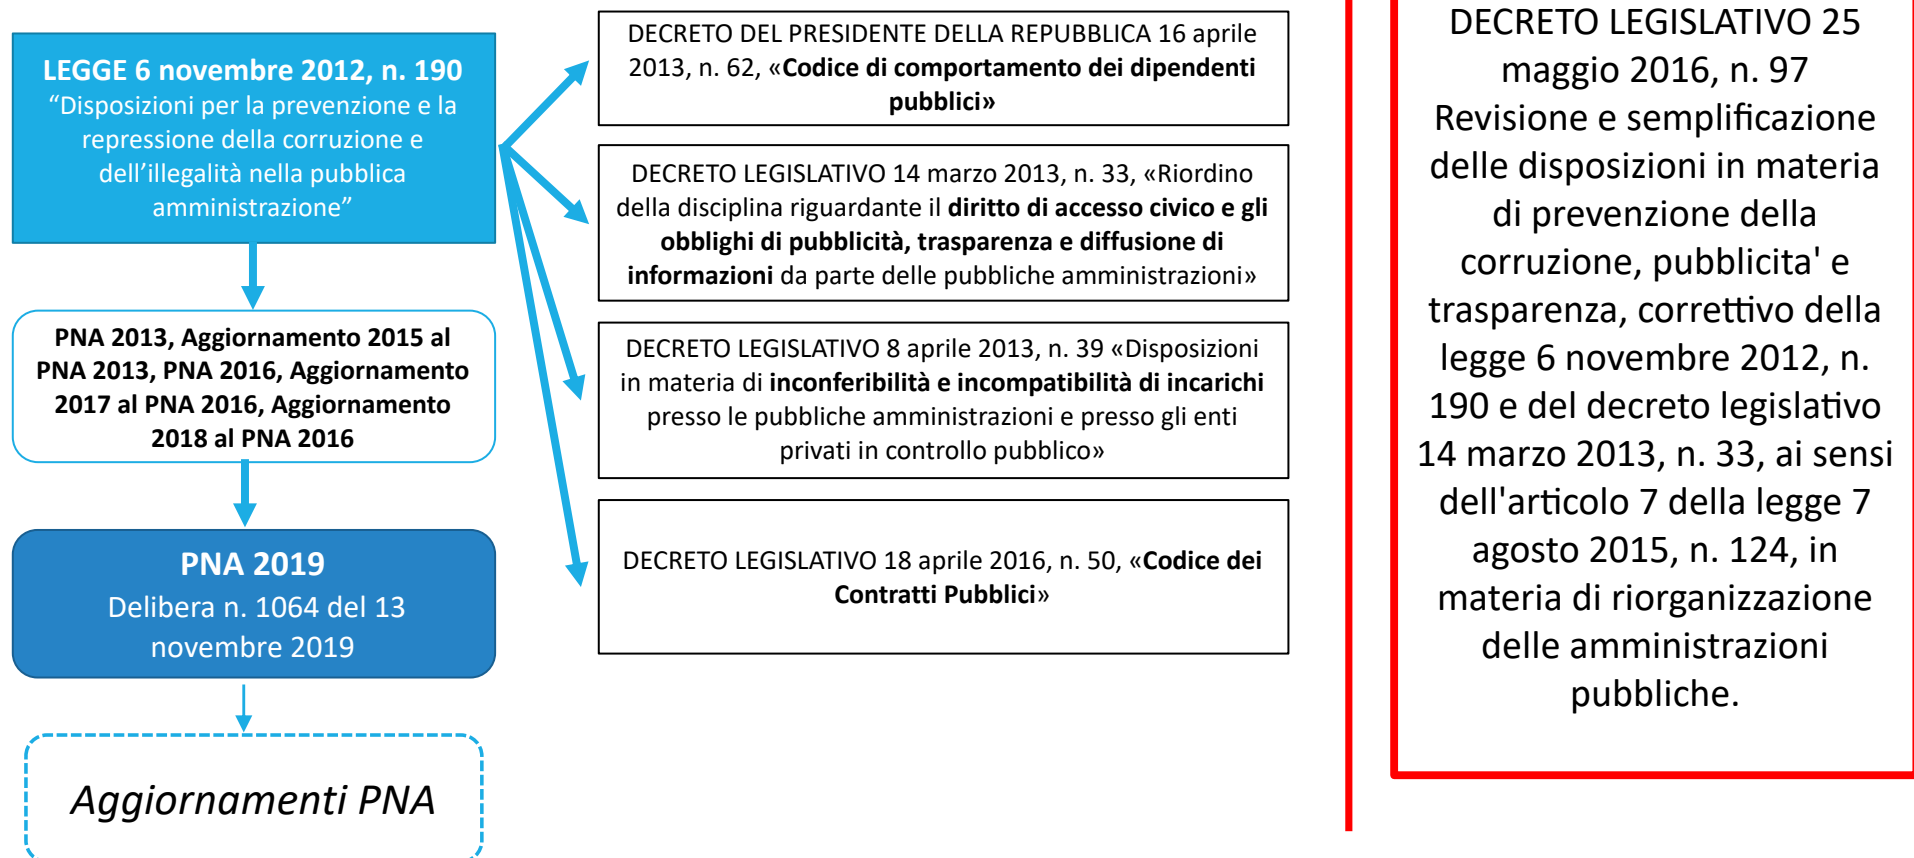 LEGGE 6 novembre 2012, n. 190
“Disposizioni per la prevenzione e la
repressione della corruzione e
dell’illegalità nella pubblica
amministrazione”
PNA 2013, Aggiornamento 2015 al
PNA 2013, PNA 2016, Aggiornamento
2017 al PNA 2016, Aggiornamento
2018 al PNA 2016
PNA 2019
Delibera n. 1064 del 13
novembre 2019
Aggiornamenti PNA
DECRETO DEL PRESIDENTE DELLA REPUBBLICA 16 aprile
2013, n. 62, «Codice di comportamento dei dipendenti
pubblici»
DECRETO LEGISLATIVO 14 marzo 2013, n. 33, «Riordino
della disciplina riguardante il diritto di accesso civico e gli
obblighi di pubblicità, trasparenza e diffusione di
informazioni da parte delle pubbliche amministrazioni»
DECRETO LEGISLATIVO 8 aprile 2013, n. 39 «Disposizioni
in materia di inconferibilità e incompatibilità di incarichi
presso le pubbliche amministrazioni e presso gli enti
privati in controllo pubblico»
DECRETO LEGISLATIVO 18 aprile 2016, n. 50, «Codice dei
Contratti Pubblici»
DECRETO LEGISLATIVO 25
maggio 2016, n. 97
Revisione e semplificazione
delle disposizioni in materia
di prevenzione della
corruzione, pubblicita' e
trasparenza, correttivo della
legge 6 novembre 2012, n.
190 e del decreto legislativo
14 marzo 2013, n. 33, ai sensi
dell'articolo 7 della legge 7
agosto 2015, n. 124, in
materia di riorganizzazione
delle amministrazioni
pubbliche.